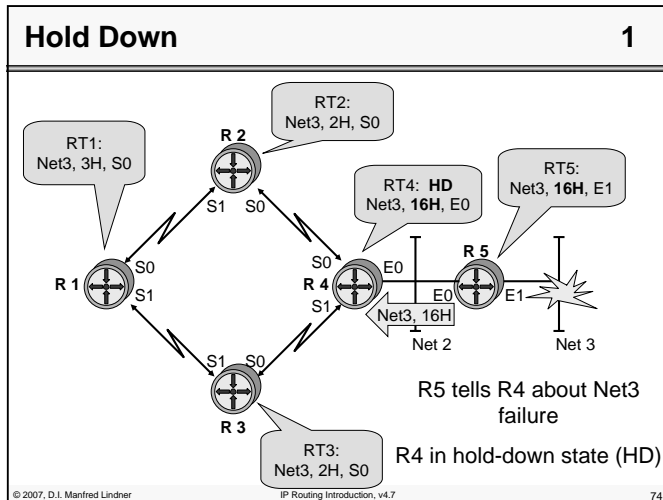 Hold Down 1
RT2:
Net3, 2H, S0
RT1:
Net3, 3H, S0
R 2
RT4: HD
Net3, 16H, E0
RT5:
Net3, 16H, E1
S1
S0
R 5
S0
R 1
S1
S0
R 4
S1
E0
E0
E1
Net3, 16H
Net 2
Net 3
S1
S0
R 3
R5 tells R4 about Net3
failure
RT3:
Net3, 2H, S0
R4 in hold-down state (HD)
© 2007, D.I. Manfred Lindner IP Routing Introduction, v4.7 74